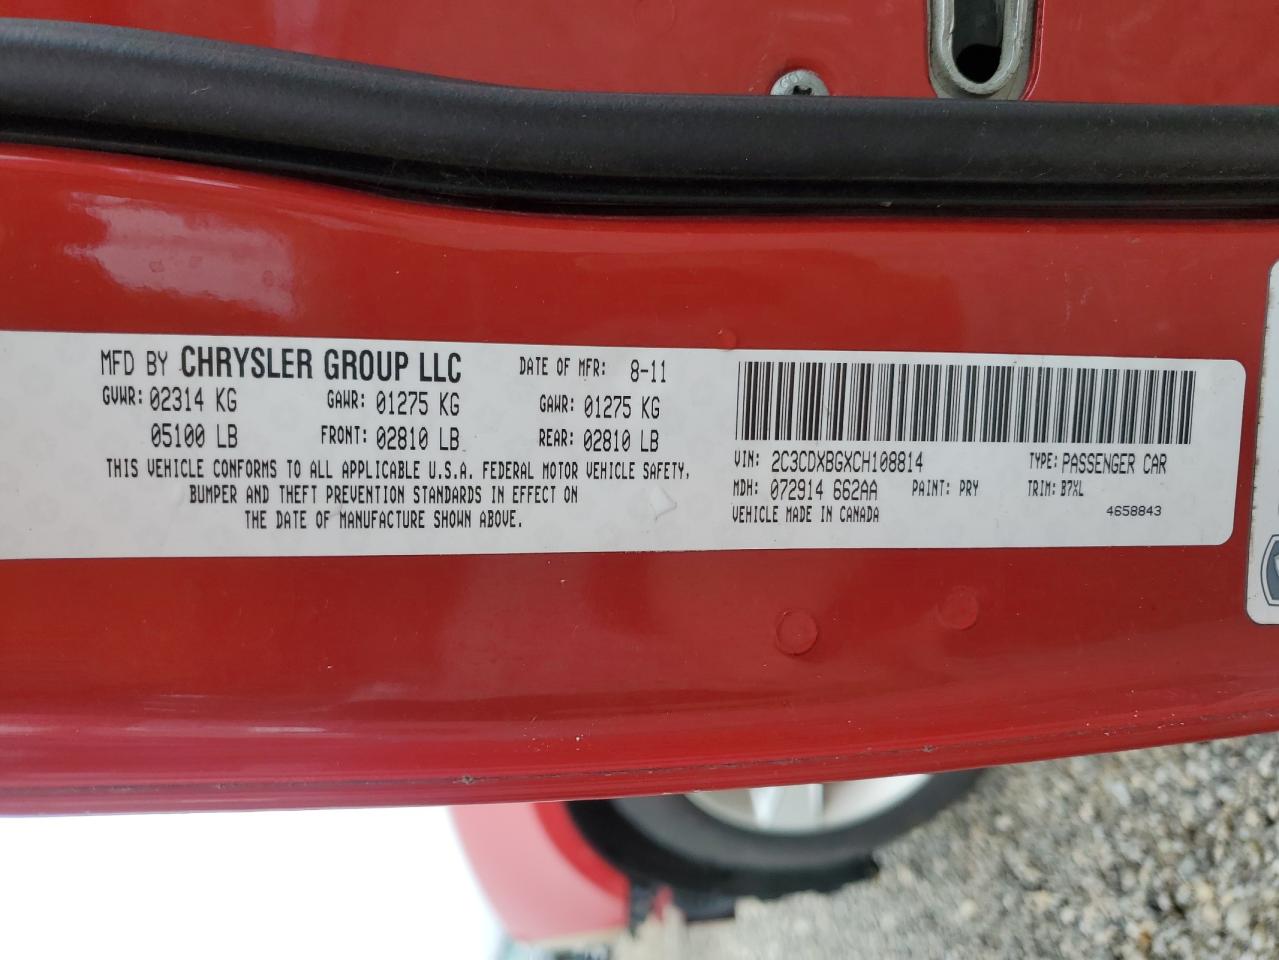 MFD BY CHRYSLER GROUP LLC DATE OF MFR: 8-11
GVWR: 02314 KG GAWR: 01275 KG GAWR: 01275 KG
05100 LB FRONT: 02810 LB REAR: 02810 LB
THIS VEHICLE CONFORMS TO ALL APPLICABLE U.S.A. FEDERAL MOTOR VEHICLE SAFETY,
BUMPER AND THEFT PREVENTION STANDARDS IN EFFECT ON
THE DATE OF MANUFACTURE SHOWN ABOVE.
VIN: 2C3CDXBGXCH108814 TYPE: PASSENGER CAR
MDH: 072914 662AA PAINT: PRY TRIM: B7XL
VEHICLE MADE IN CANADA 4658843